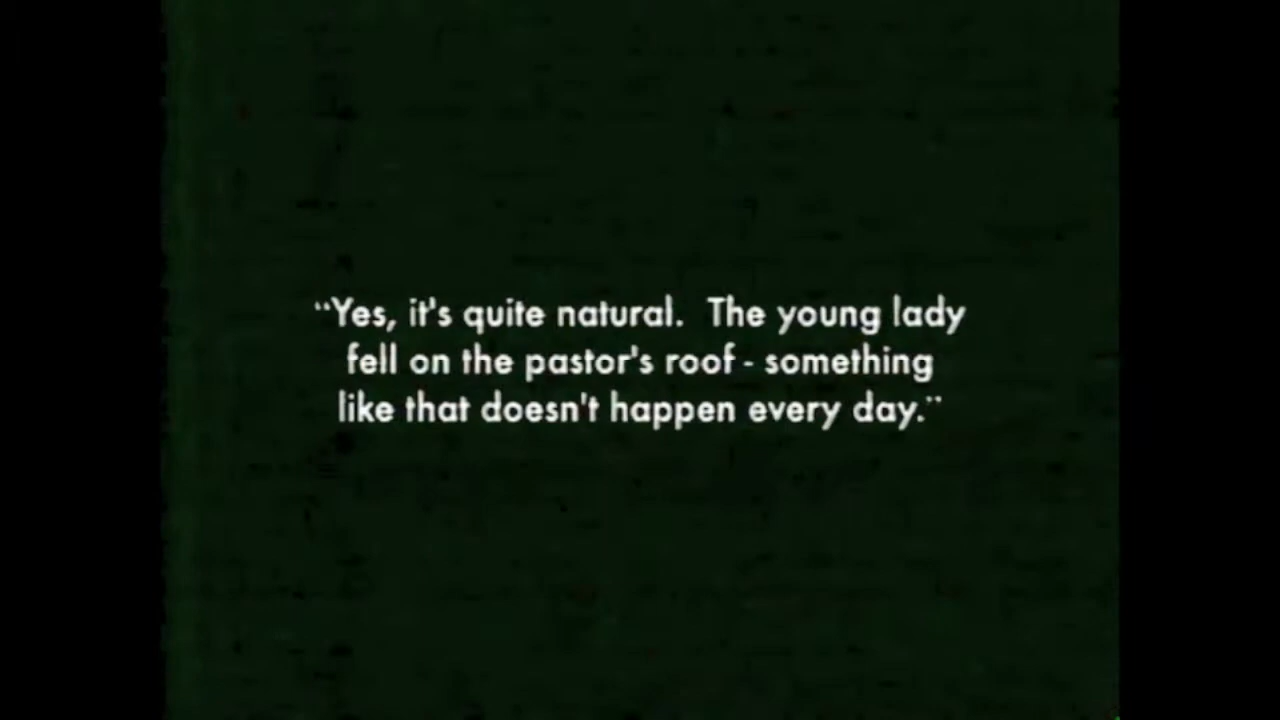 "Yes, it's quite natural. The young lady
fell on the pastor's roof - something
like that doesn't happen every day."